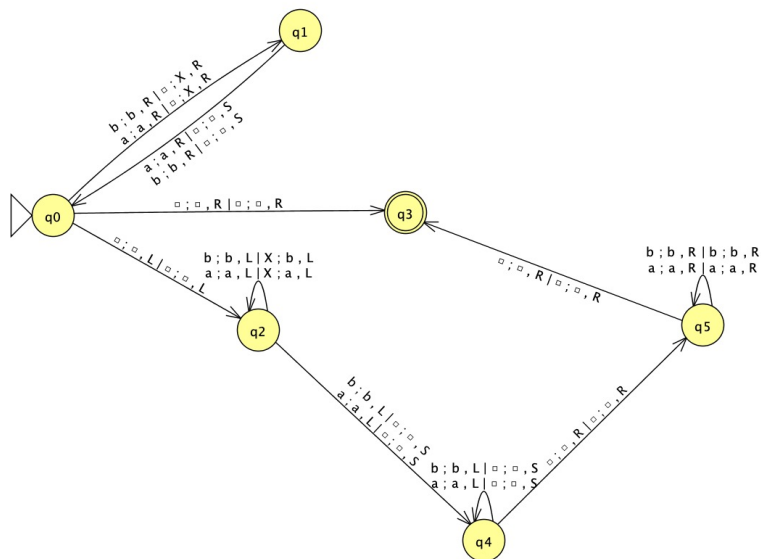 q1
b;b,R|□;X,R
a;a,R|□;X,R
a;a,R|□;□,S
b;b,R|□;□,S
q0
□;□,R|□;□,R
q3
□;□,L|□;□,L
b;b,L|X;b,L
a;a,L|X;a,L
q2
□;□,R|□;□,R
b;b,R|b;b,R
a;a,R|a;a,R
q5
b;b,L|□;□,S
a;a,L|□;□,S
□;□,R|□;□,R
b;b,L|□;□,S
a;a,L|□;□,S
q4